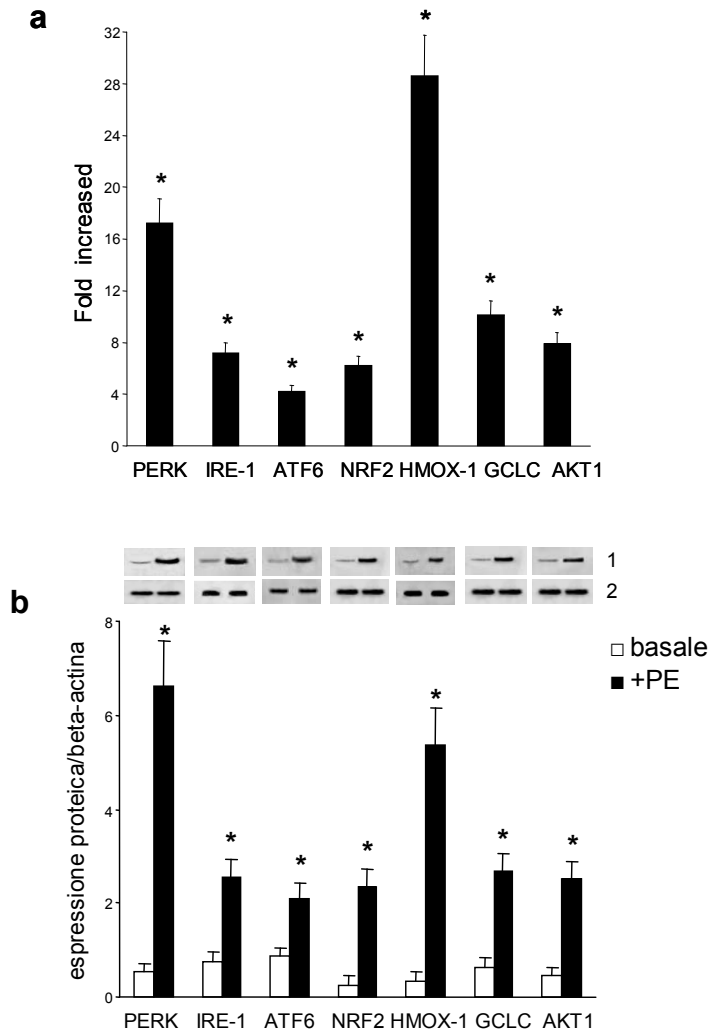 a
*
32
28
24
20
16
12
8
4
0
Fold increased
* * * * * *
PERK IRE-1 ATF6 NRF2 HMOX-1 GCLC AKT1
1
2
b
8
6
4
2
0
espressione proteica/beta-actina
* * * * * * *
basale
+PE
PERK IRE-1 ATF6 NRF2 HMOX-1 GCLC AKT1